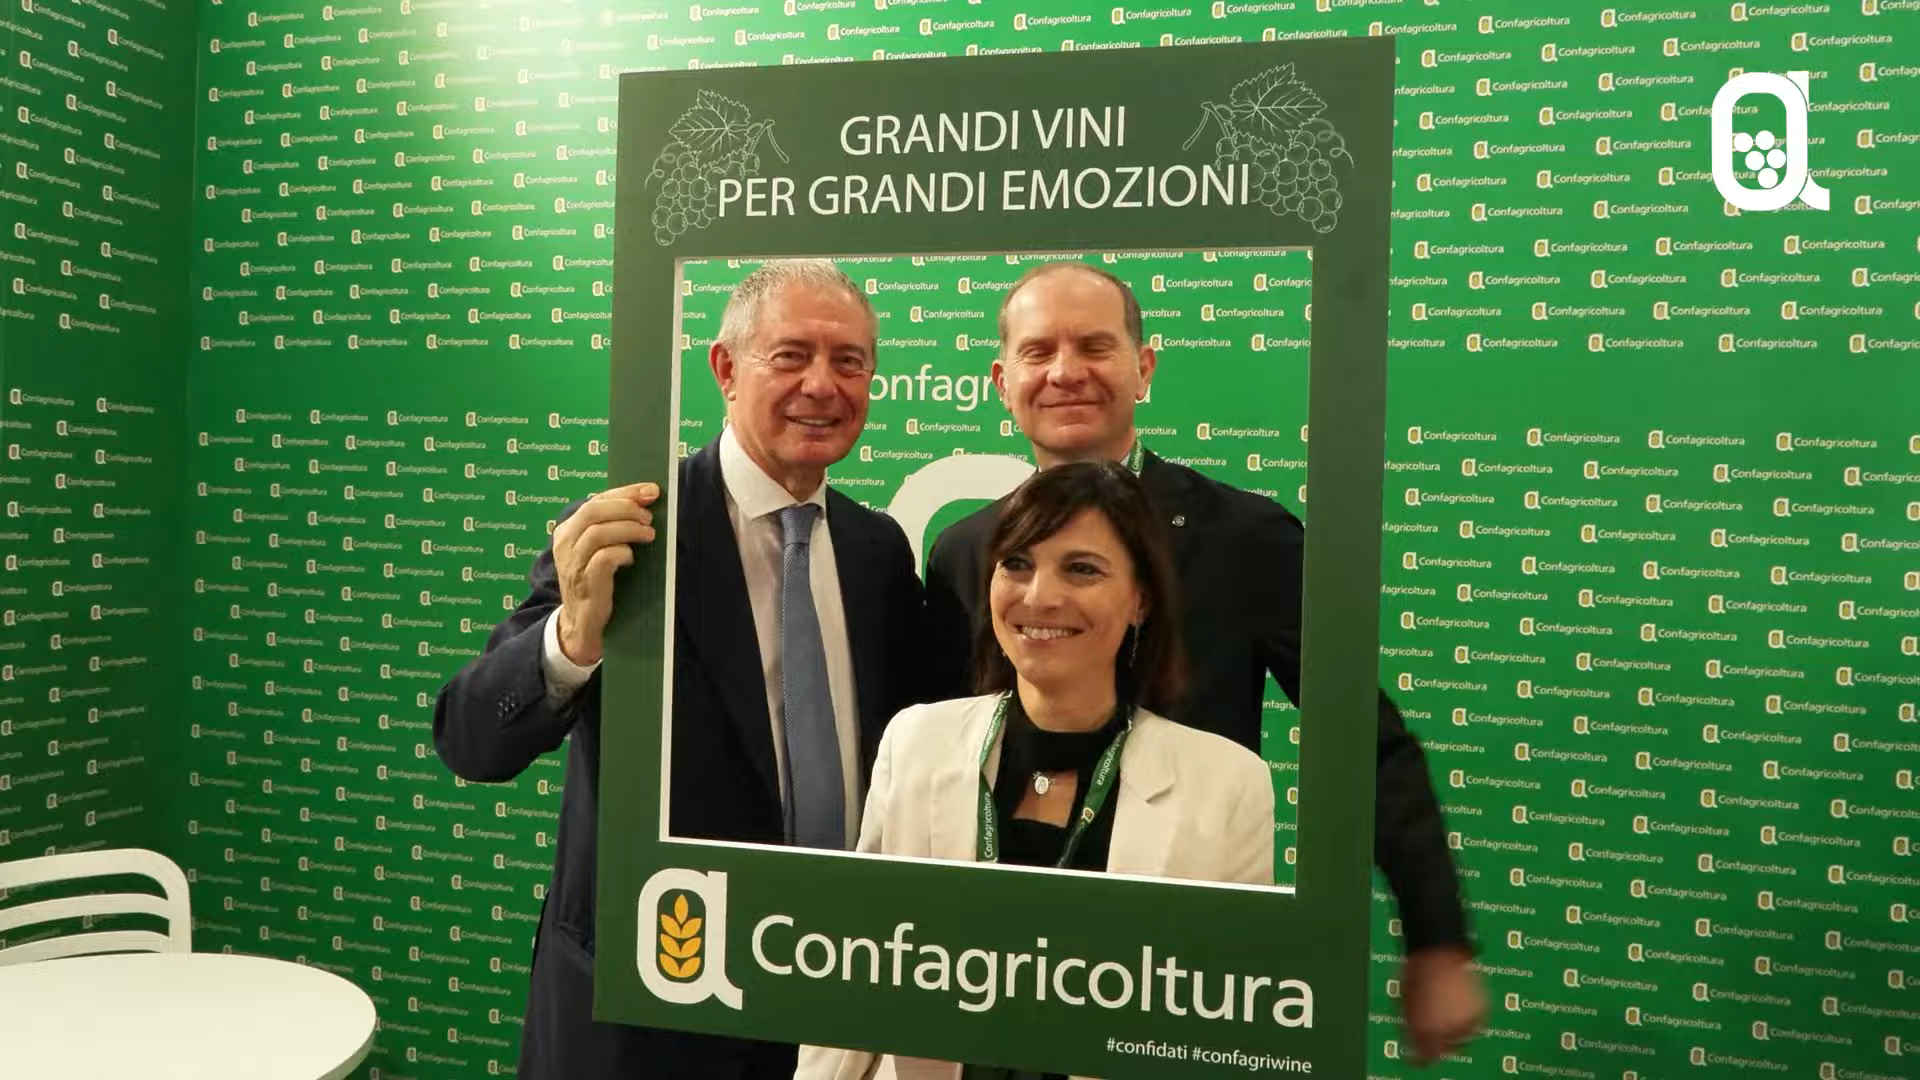 GRANDI VINI
PER GRANDI EMOZIONI
Confagricoltura
#confidati #confagriwine